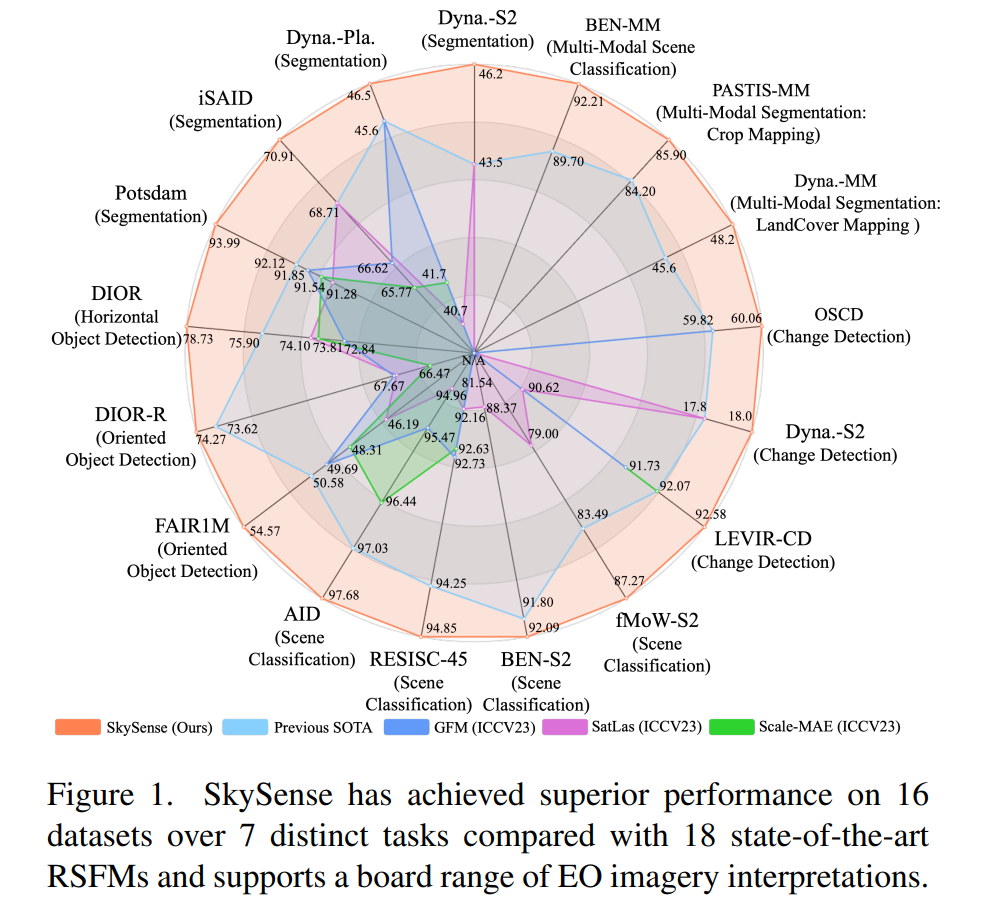 Dyna.-S2
(Segmentation)
46.2
43.5
BEN-MM
(Multi-Modal Scene
Classification)
92.21
89.70
PASTIS-MM
(Multi-Modal Segmentation:
Crop Mapping)
85.90
84.20
Dyna.-MM
(Multi-Modal Segmentation:
LandCover Mapping )
48.2
45.6
OSCD
(Change Detection)
60.06
59.82
Dyna.-S2
(Change Detection)
18.0
17.8
LEVIR-CD
(Change Detection)
92.58
92.07
91.73
90.62
fMoW-S2
(Scene
Classification)
87.27
83.49
79.00
BEN-S2
(Scene
Classification)
92.09
91.80
88.37
81.54
RESISC-45
(Scene
Classification)
94.85
94.25
92.73
92.63
92.16
AID
(Scene
Classification)
97.68
97.03
96.44
95.47
94.96
FAIR1M
(Oriented
Object Detection)
54.57
50.58
49.69
48.31
46.19
DIOR-R
(Oriented
Object Detection)
74.27
73.62
67.67
66.47
DIOR
(Horizontal
Object Detection)
78.73
75.90
74.10
73.81
72.84
Potsdam
(Segmentation)
93.99
92.12
91.85
91.54
91.28
iSAID
(Segmentation)
70.91
68.71
66.62
65.77
Dyna.-Pla.
(Segmentation)
46.5
45.6
41.7
40.7
N/A
SkySense (Ours)
Previous SOTA
GFM (ICCV23)
SatLas (ICCV23)
Scale-MAE (ICCV23)
Figure 1. SkySense has achieved superior performance on 16
datasets over 7 distinct tasks compared with 18 state-of-the-art
RSFMs and supports a board range of EO imagery interpretations.